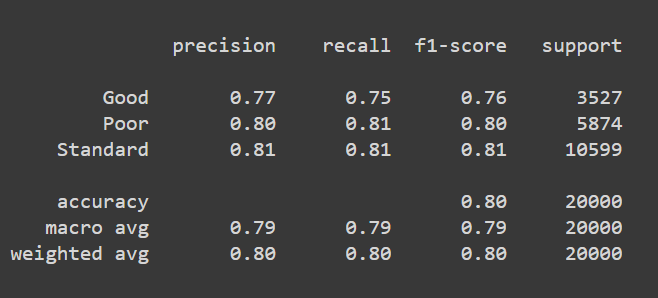 precision recall f1-score support
Good 0.77 0.75 0.76 3527
Poor 0.80 0.81 0.80 5874
Standard 0.81 0.81 0.81 10599
accuracy 0.80 20000
macro avg 0.79 0.79 0.79 20000
weighted avg 0.80 0.80 0.80 20000